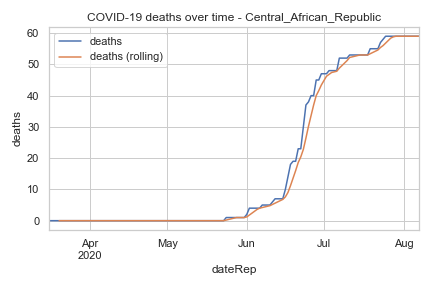 COVID-19 deaths over time - Central_African_Republic
deaths
deaths (rolling)
60
50
40
30
20
10
0
deaths
Apr
2020
May
Jun
Jul
Aug
dateRep